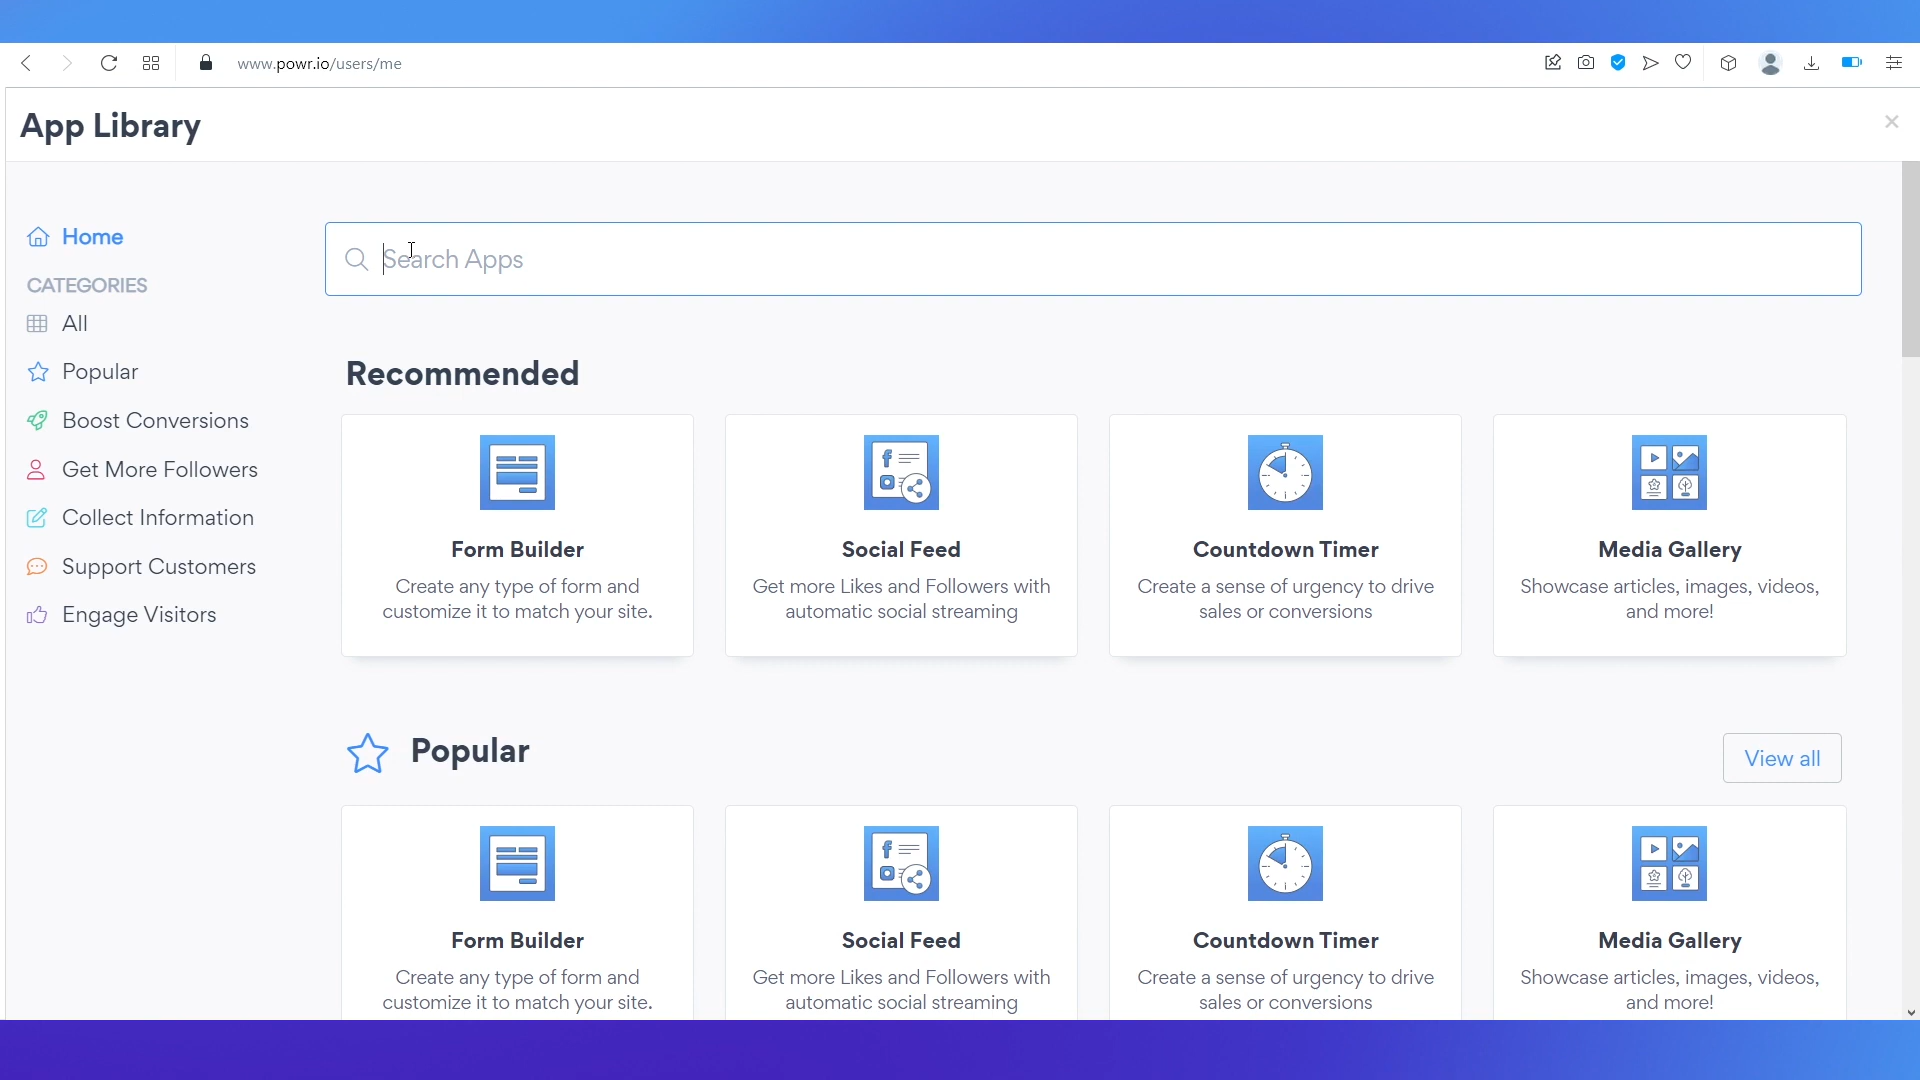 www.powr.io/users/me
App Library
Home
CATEGORIES
All
Popular
Boost Conversions
Get More Followers
Collect Information
Support Customers
Engage Visitors
Search Apps
Recommended
Form Builder
Create any type of form and
customize it to match your site.
Social Feed
Get more Likes and Followers with
automatic social streaming
Countdown Timer
Create a sense of urgency to drive
sales or conversions
Media Gallery
Showcase articles, images, videos,
and more!
Popular
View all
Form Builder
Create any type of form and
customize it to match your site.
Social Feed
Get more Likes and Followers with
automatic social streaming
Countdown Timer
Create a sense of urgency to drive
sales or conversions
Media Gallery
Showcase articles, images, videos,
and more!